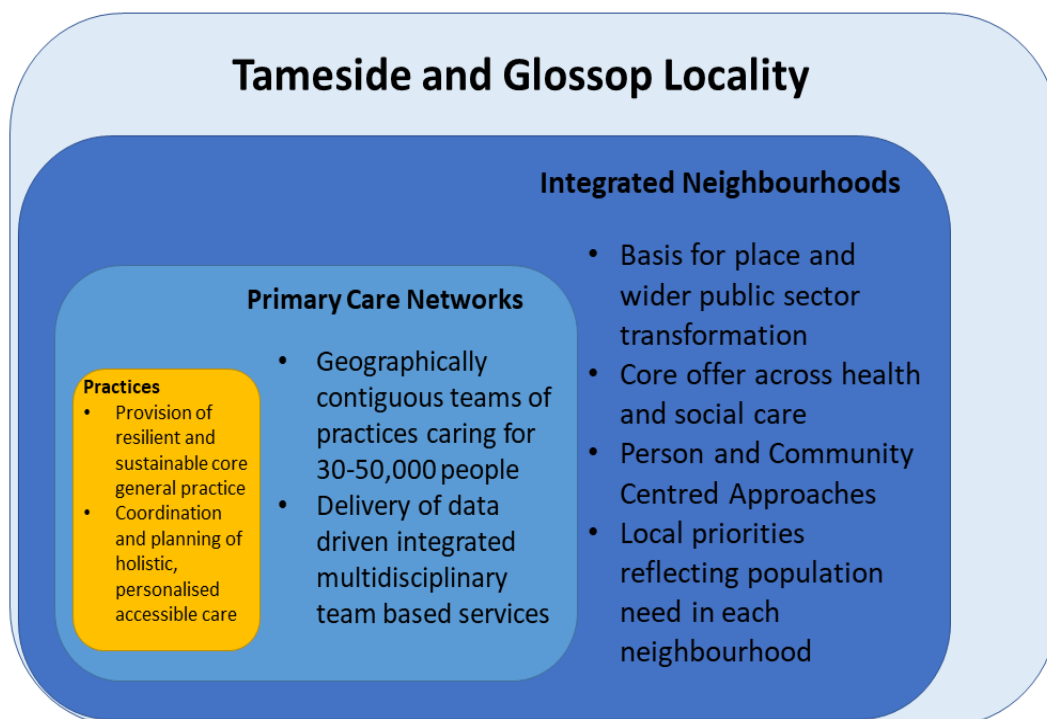 Tameside and Glossop Locality
Integrated Neighbourhoods
• Basis for place and
wider public sector
transformation
• Core offer across health
and social care
• Person and Community
Centred Approaches
• Local priorities
reflecting population
need in each
neighbourhood
Primary Care Networks
• Geographically
contiguous teams of
practices caring for
30-50,000 people
• Delivery of data
driven integrated
multidisciplinary
team based services
Practices
• Provision of
resilient and
sustainable core
general practice
• Coordination
and planning of
holistic,
personalised
accessible care